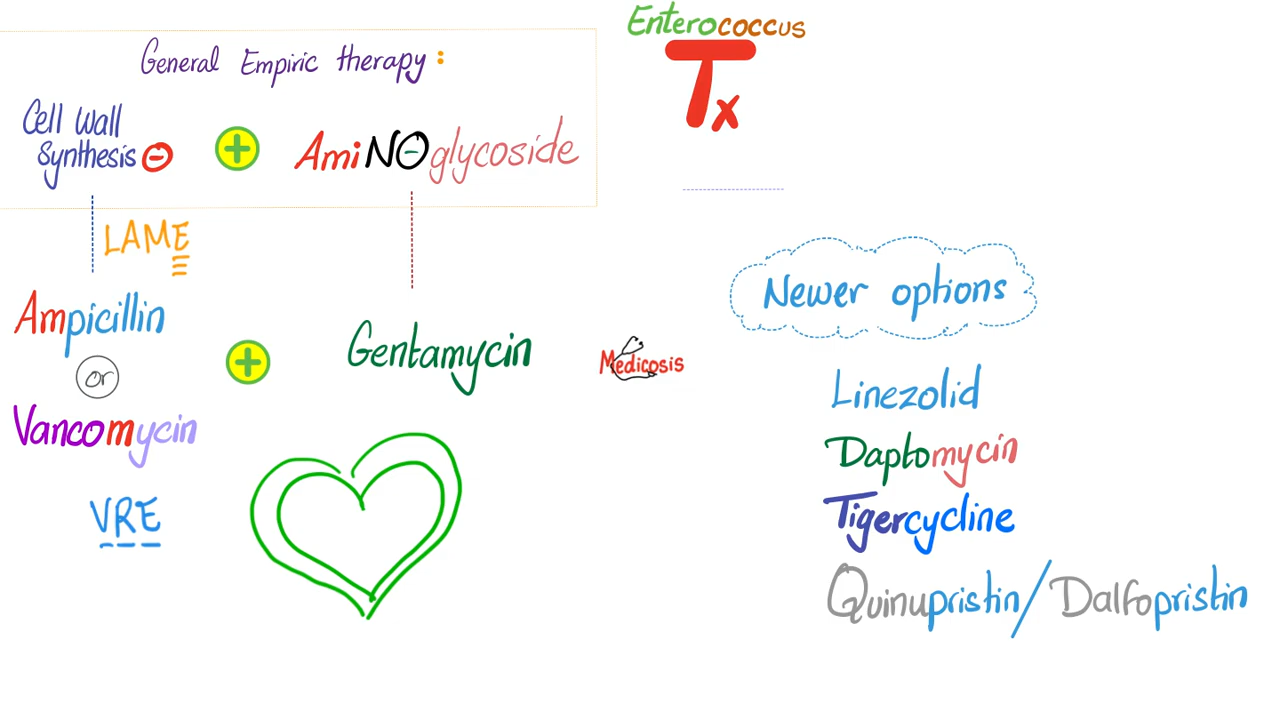 Enterococcus
Tx
General Empiric therapy:
Cell Wall
Synthesis - + AmiNOglycoside
LAME
Ampicillin
or
Vancomycin
+ Gentamycin
VRE
Medicosis
Newer options
Linezolid
Daptomycin
Tigercycline
Quinupristin/Dalfopristin